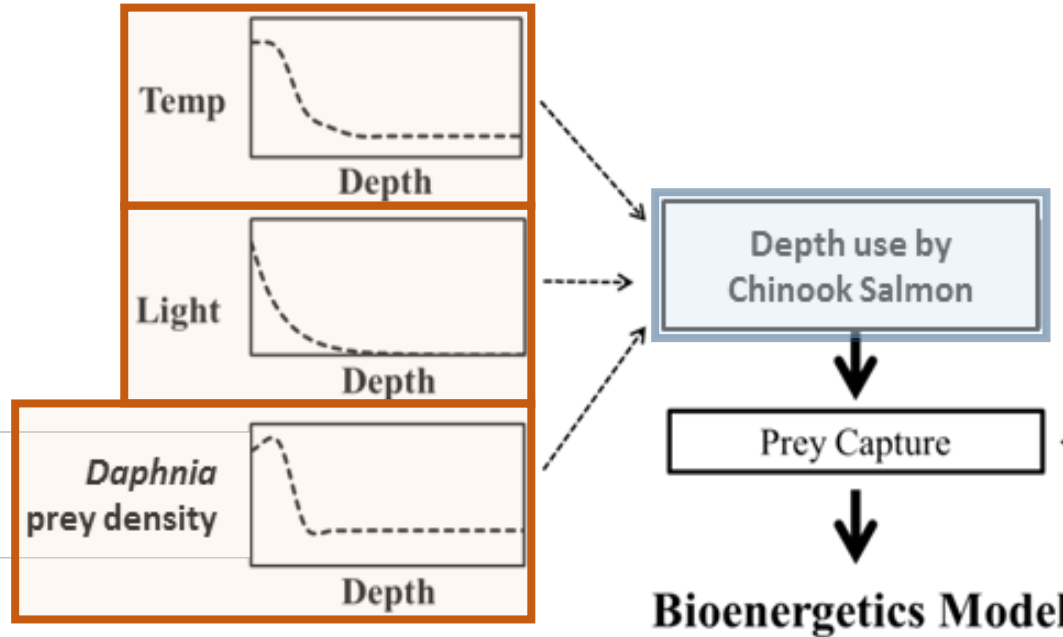 Temp
Depth
Light
Depth
Daphnia
prey density
Depth
Depth use by
Chinook Salmon
Prey Capture
Bioenergetics Model